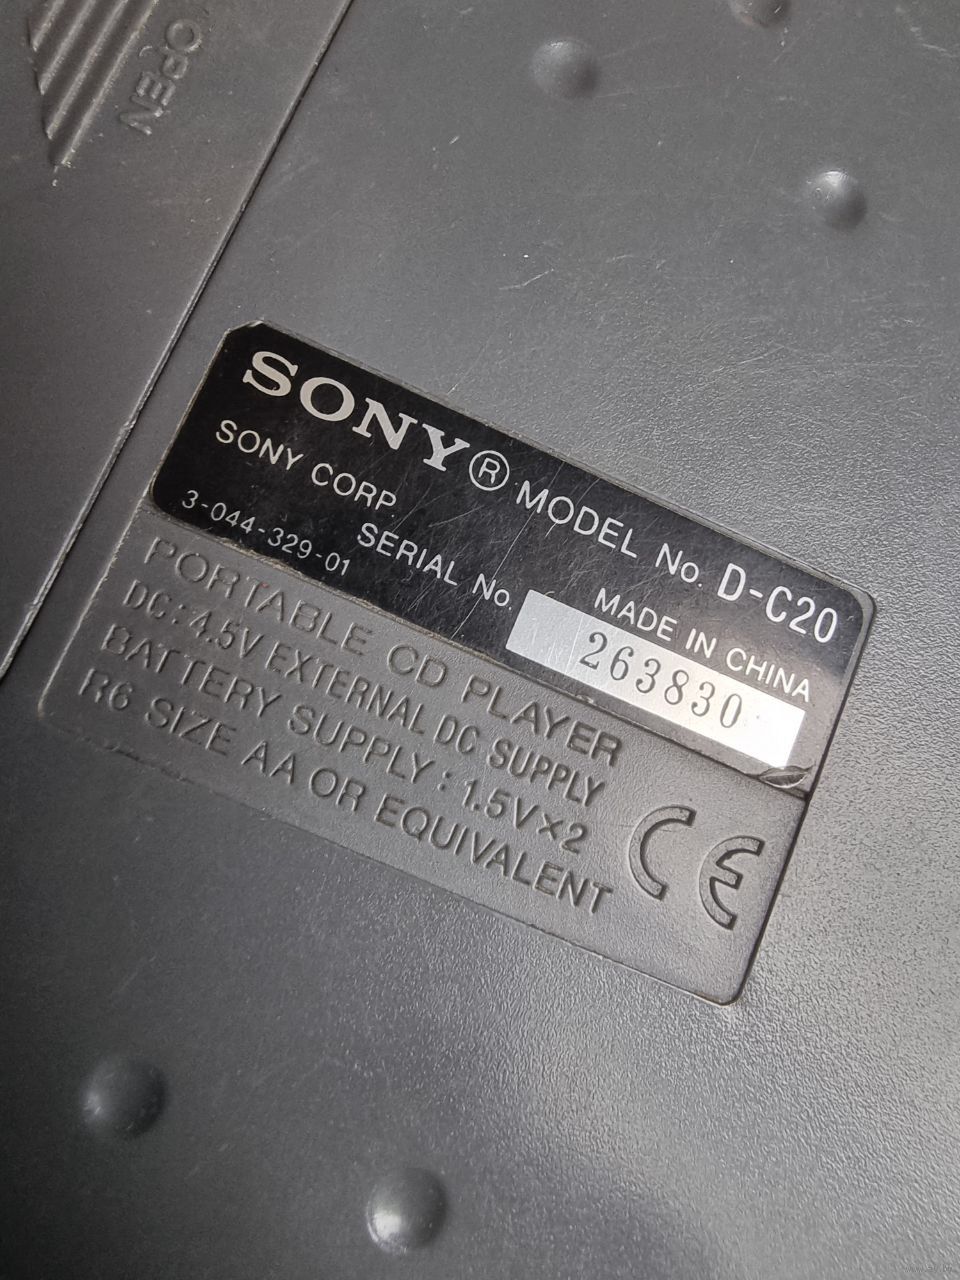 OPEN
SONY® MODEL No. D-C20
SONY CORP. MADE IN CHINA
3-044-329-01 SERIAL No. 263830
PORTABLE CD PLAYER
DC: 4.5V EXTERNAL DC SUPPLY
BATTERY SUPPLY : 1.5V×2
R6 SIZE AA OR EQUIVALENT
CE